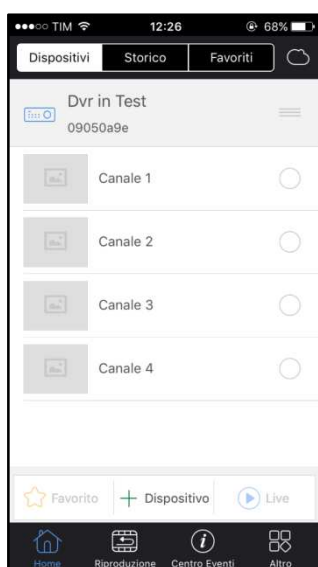 TIM 12:26 68%
Dispositivi Storico Favoriti
Dvr in Test
09050a9e
Canale 1
Canale 2
Canale 3
Canale 4
Favorito + Dispositivo Live
Home Riproduzione Centro Eventi Altro